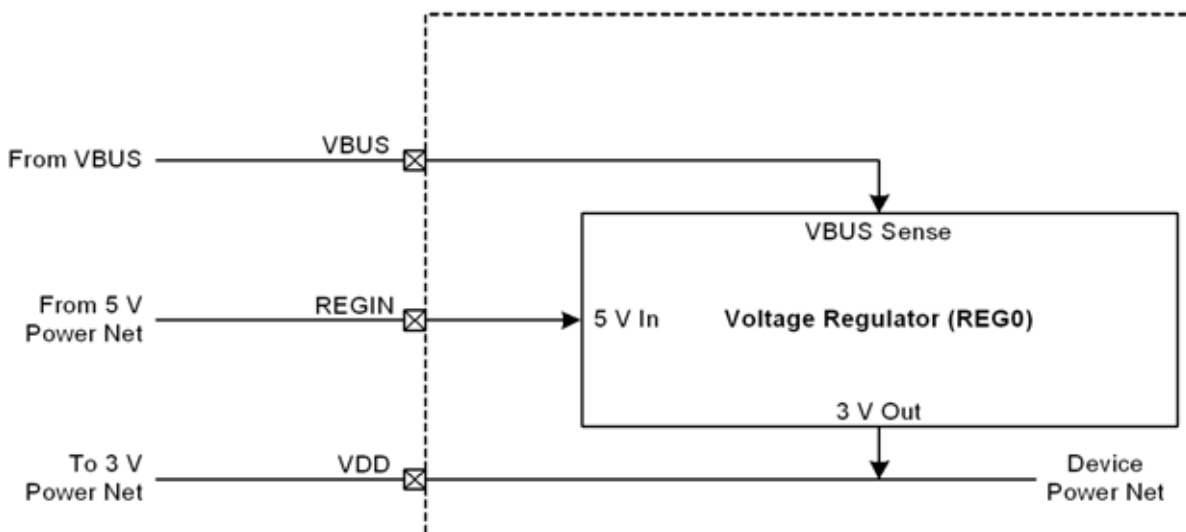 VBUS
From VBUS
VBUS Sense
From 5 V
Power Net
REGIN
5 V In
Voltage Regulator (REG0)
3 V Out
To 3 V
Power Net
VDD
Device
Power Net